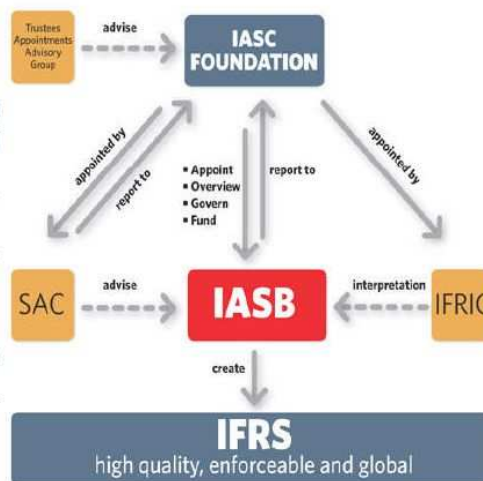 Trustees
Appointments
Advisory
Group
advise
IASC
FOUNDATION
appointed by
report to
▪ Appoint
▪ Overview
▪ Govern
▪ Fund
report to
appointed by
SAC
advise
IASB
interpretation
IFRIC
create
IFRS
high quality, enforceable and global